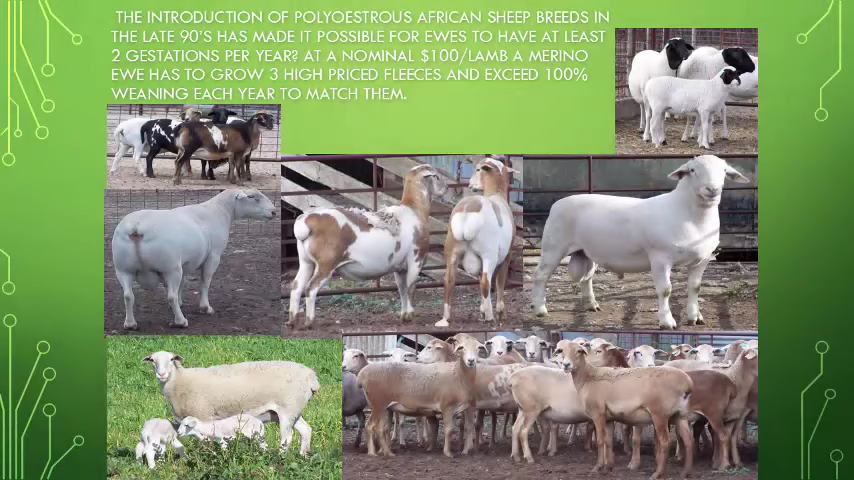 THE INTRODUCTION OF POLYOESTROUS AFRICAN SHEEP BREEDS IN
THE LATE 90'S HAS MADE IT POSSIBLE FOR EWES TO HAVE AT LEAST
2 GESTATIONS PER YEAR? AT A NOMINAL $100/LAMB A MERINO
EWE HAS TO GROW 3 HIGH PRICED FLEECES AND EXCEED 100%
WEANING EACH YEAR TO MATCH THEM.